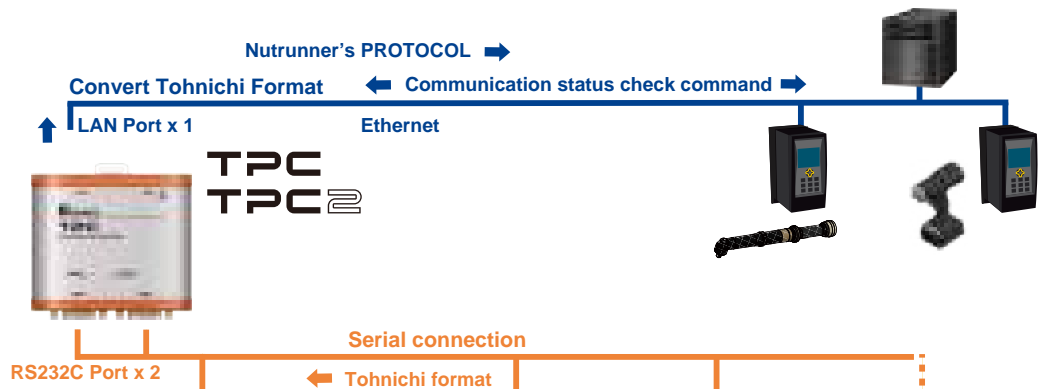 Nutrunner's PROTOCOL
Convert Tohnichi Format
Communication status check command
LAN Port x 1
Ethernet
TPC
TPC2
TPC
Serial connection
RS232C Port x 2
Tohnichi format